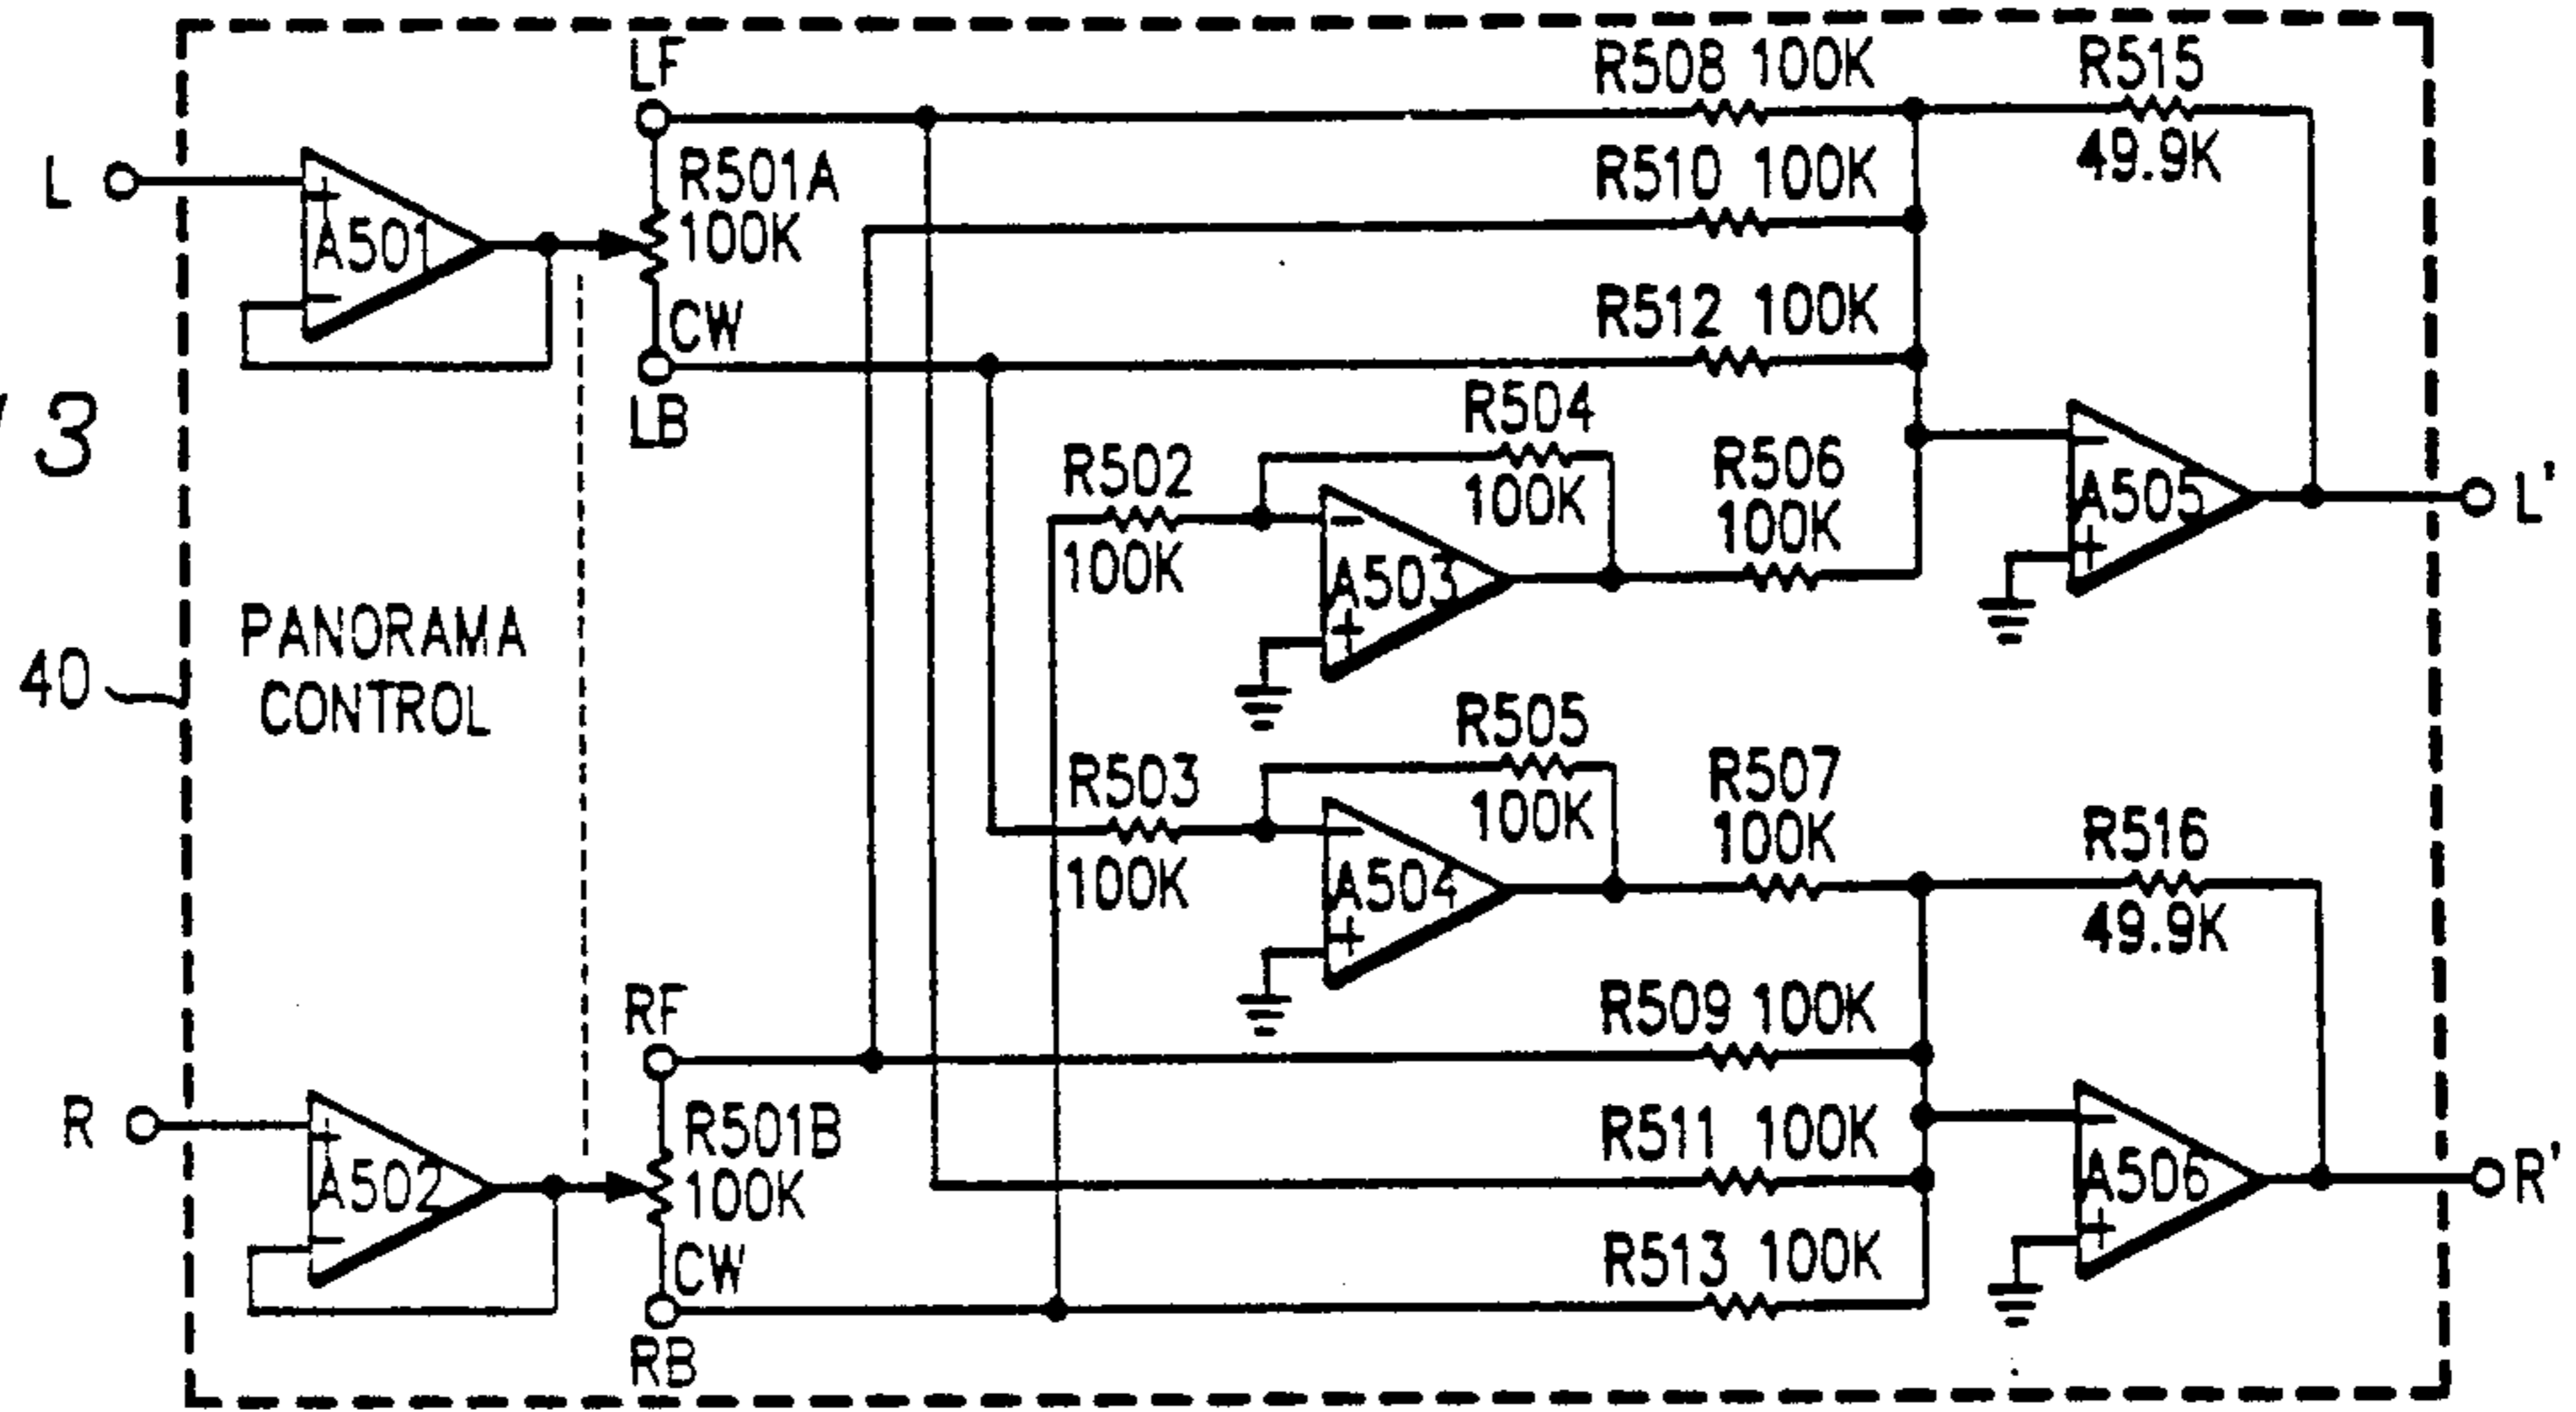 LF
R508 100K
R515
L
+
A501
−
R501A
100K
R510 100K
49.9K
CW
R512 100K
LB
3
R504
100K
R502
100K
−
A503
+
R506
100K
−
A505
+
L'
PANORAMA
CONTROL
40
R505
100K
R503
100K
−
A504
+
R507
100K
R516
49.9K
RF
R509 100K
R
+
A502
−
R501B
100K
R511 100K
−
A506
+
R'
CW
R513 100K
RB